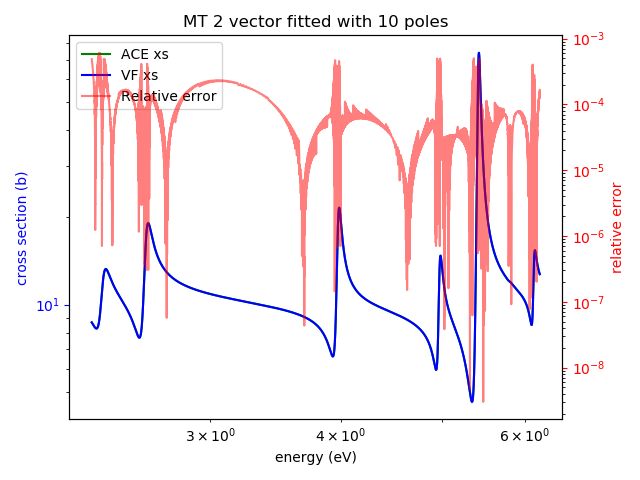 MT 2 vector fitted with 10 poles
ACE xs
VF xs
Relative error
cross section (b)
10¹
10⁻³
10⁻⁴
10⁻⁵
10⁻⁶
10⁻⁷
10⁻⁸
relative error
3 × 10⁰
4 × 10⁰
6 × 10⁰
energy (eV)